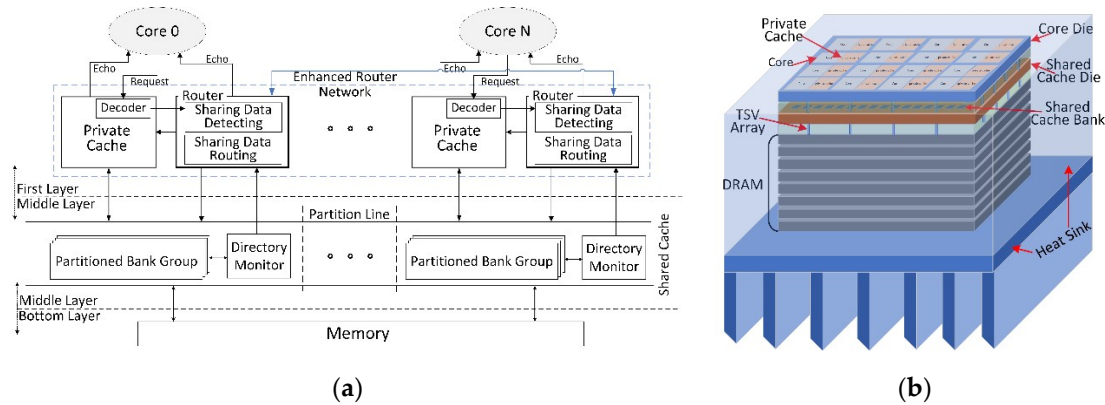 Core 0
Core N
Echo
Echo
Echo
Echo
Request
Request
Enhanced Router
Network
Decoder
Router
Sharing Data
Detecting
Private
Cache
Sharing Data
Routing
Decoder
Router
Sharing Data
Detecting
Private
Cache
Sharing Data
Routing
First Layer
Middle Layer
Partition Line
Partitioned Bank Group
Directory
Monitor
Partitioned Bank Group
Directory
Monitor
Shared Cache
Middle Layer
Bottom Layer
Memory
(a)
Private
Cache
Core
Core Die
Shared
Cache Die
Shared
Cache Bank
TSV
Array
DRAM
Heat Sink
(b)